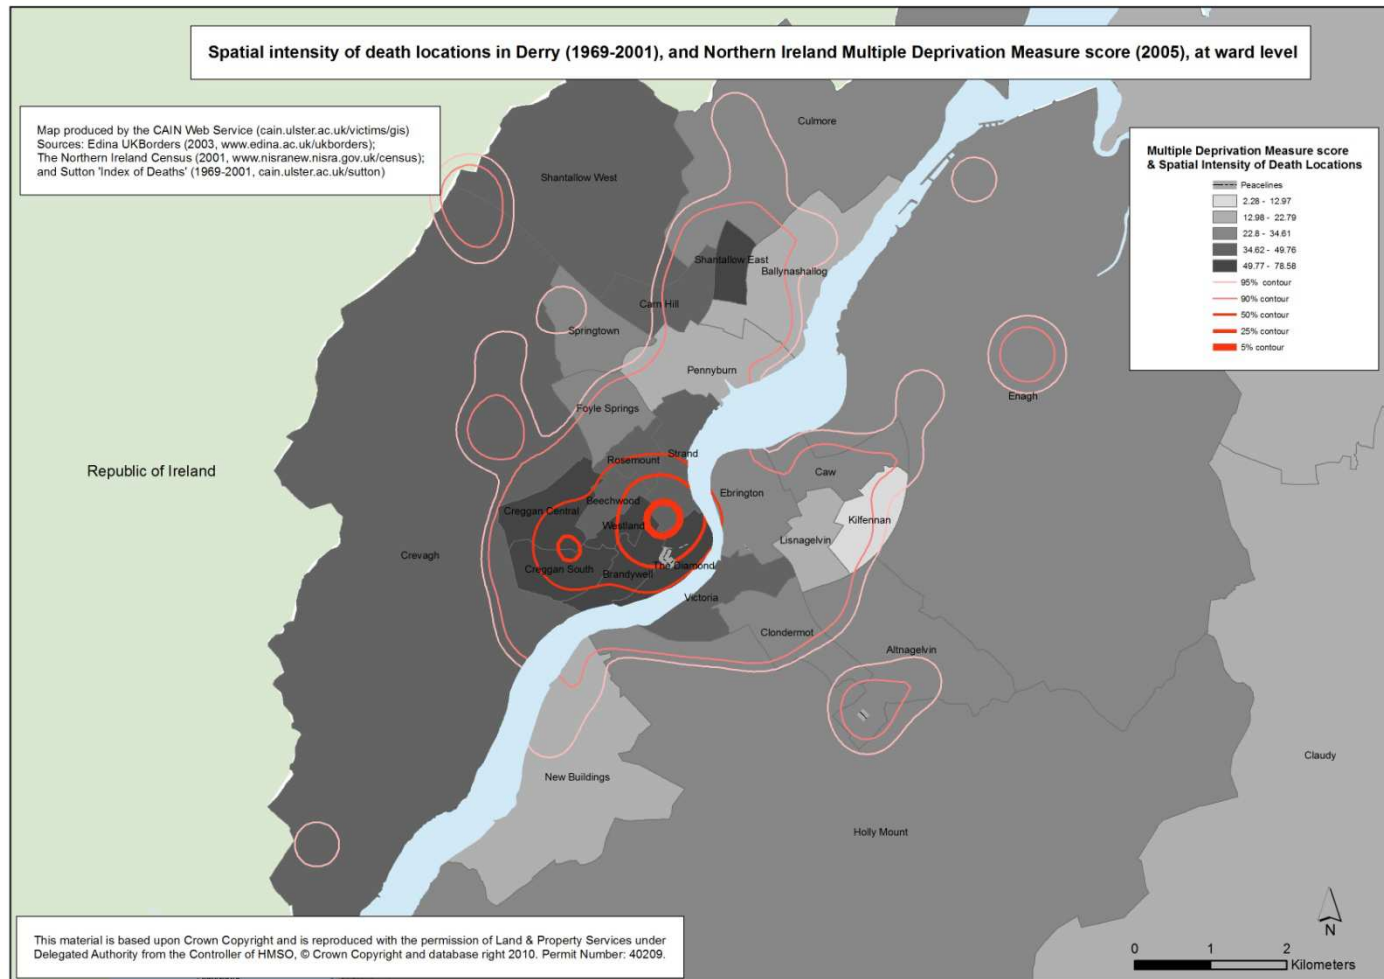 Spatial intensity of death locations in Derry (1969-2001), and Northern Ireland Multiple Deprivation Measure score (2005), at ward level
Map produced by the CAIN Web Service (cain.ulster.ac.uk/victims/gis)
Sources: Edina UKBorders (2003, www.edina.ac.uk/ukborders);
The Northern Ireland Census (2001, www.nisranew.nisra.gov.uk/census);
and Sutton 'Index of Deaths' (1969-2001, cain.ulster.ac.uk/sutton)
Multiple Deprivation Measure score
& Spatial Intensity of Death Locations
Peacelines
2.28 - 12.97
12.98 - 22.79
22.8 - 34.61
34.62 - 49.76
49.77 - 78.58
95% contour
90% contour
50% contour
25% contour
5% contour
Culmore
Shantallow West
Shantallow East
Ballynashallog
Carn Hill
Springtown
Pennyburn
Enagh
Foyle Springs
Republic of Ireland
Strand
Rosemount
Caw
Ebrington
Beechwood
Creggan Central
Kilfennan
Westland
Lisnagelvin
Crevagh
The Diamond
Creggan South
Brandywell
Victoria
Clondermot
Altnagelvin
Claudy
New Buildings
Holly Mount
N
0 1 2
Kilometers
This material is based upon Crown Copyright and is reproduced with the permission of Land & Property Services under
Delegated Authority from the Controller of HMSO, © Crown Copyright and database right 2010. Permit Number: 40209.